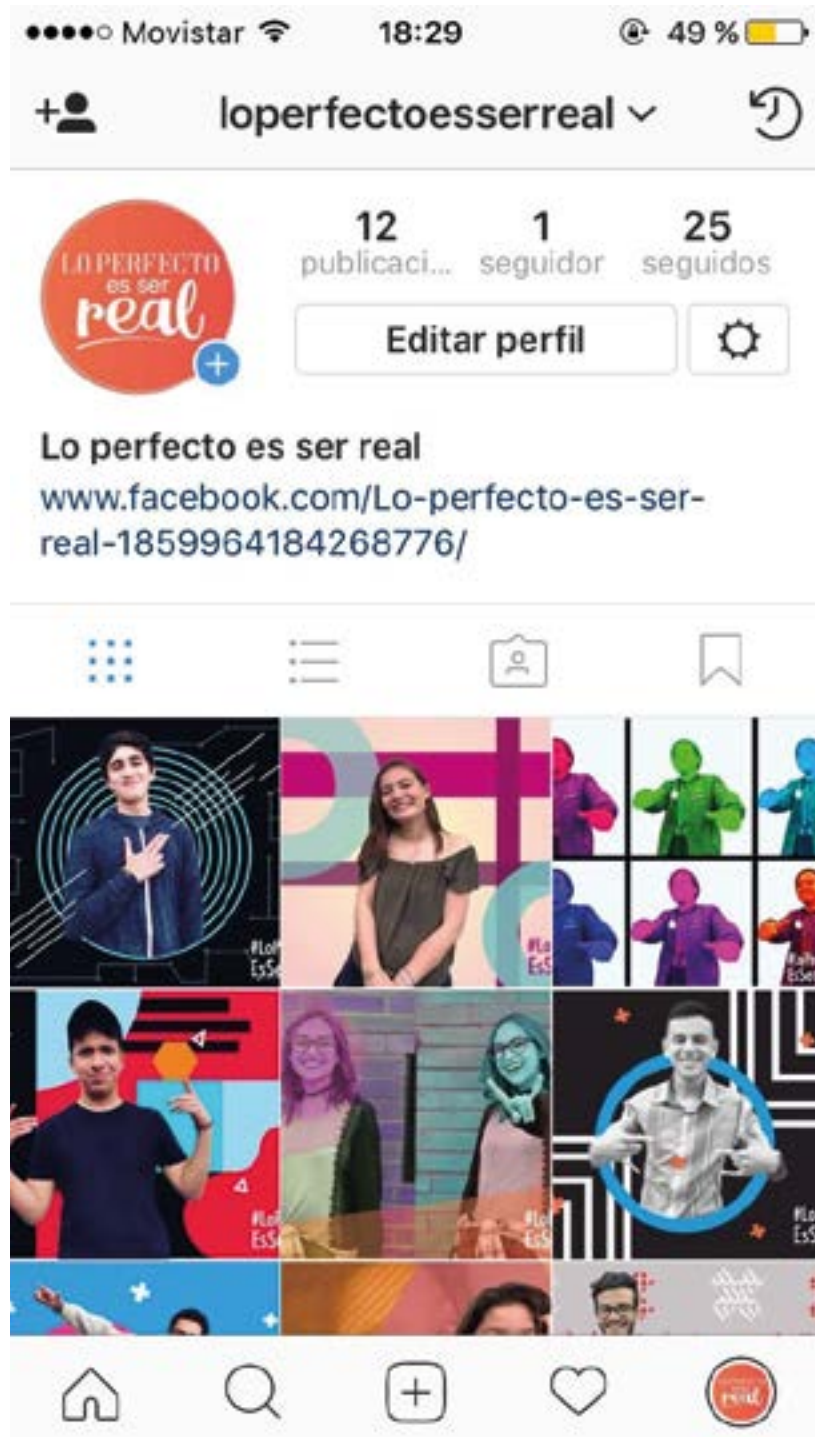 Movistar 18:29 49 %
loperfectoesserreal
LO PERFECTO
es ser
real
12 1 25
publicaci... seguidor seguidos
Editar perfil
Lo perfecto es ser real
www.facebook.com/Lo-perfecto-es-ser-
real-1859964184268776/
real